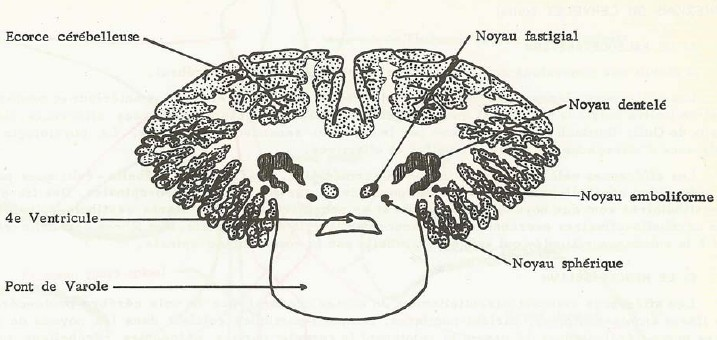 Ecorce cérébelleuse
Noyau fastigial
Noyau dentelé
Noyau emboliforme
4e Ventricule
Noyau sphérique
Pont de Varole